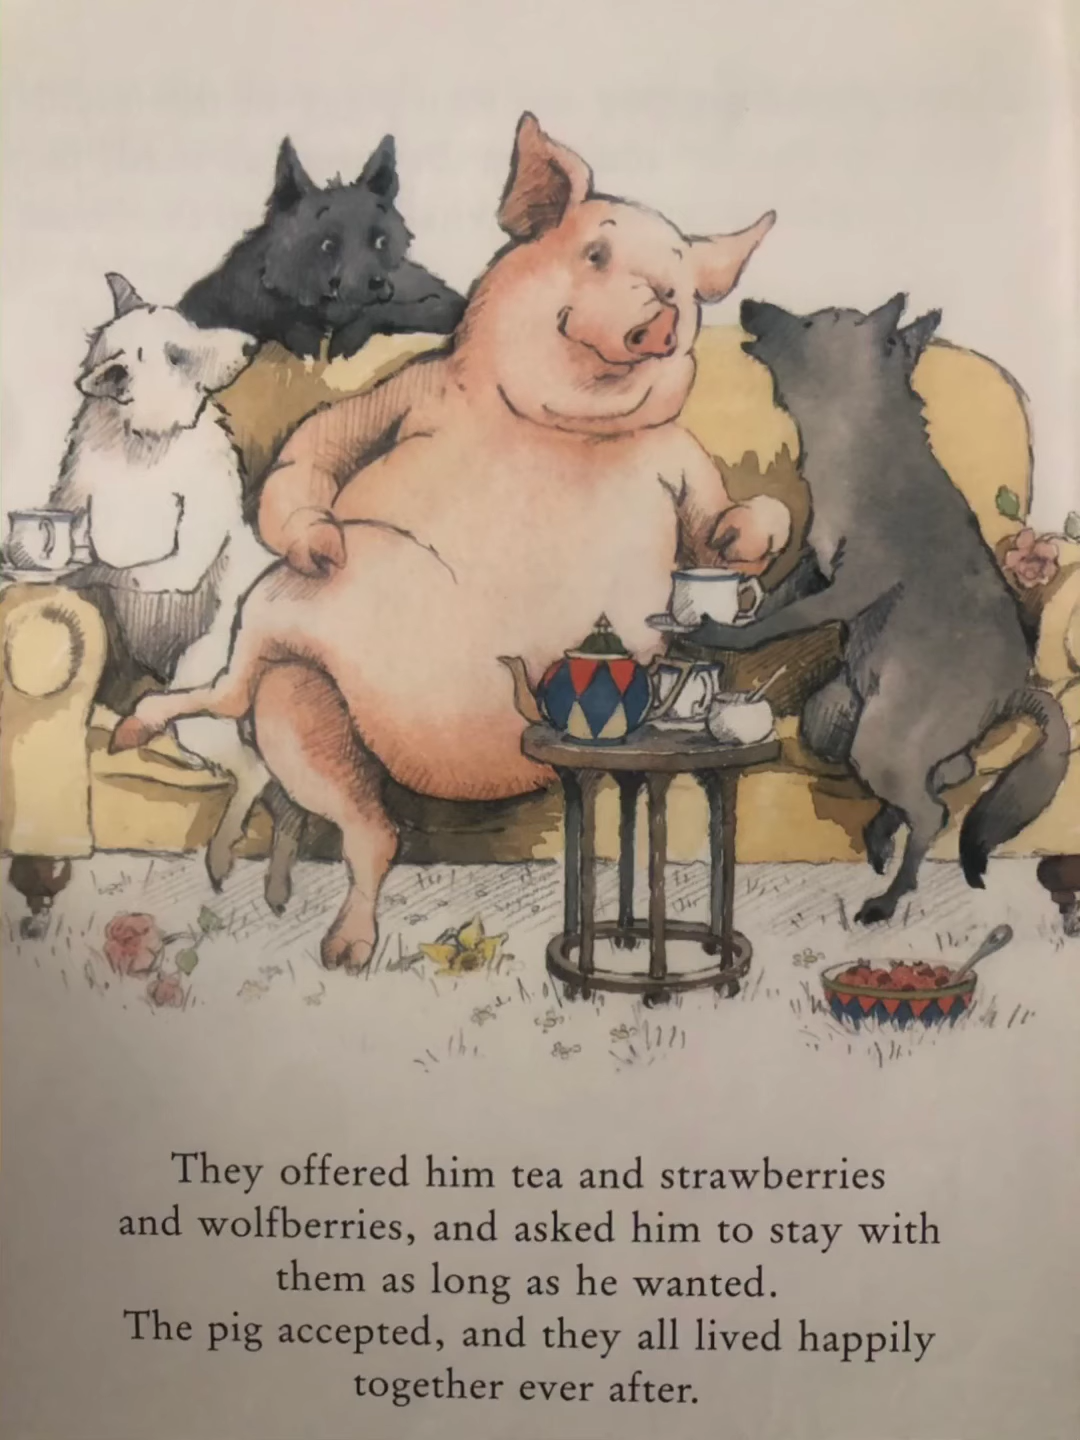 They offered him tea and strawberries
and wolfberries, and asked him to stay with
them as long as he wanted.
The pig accepted, and they all lived happily
together ever after.